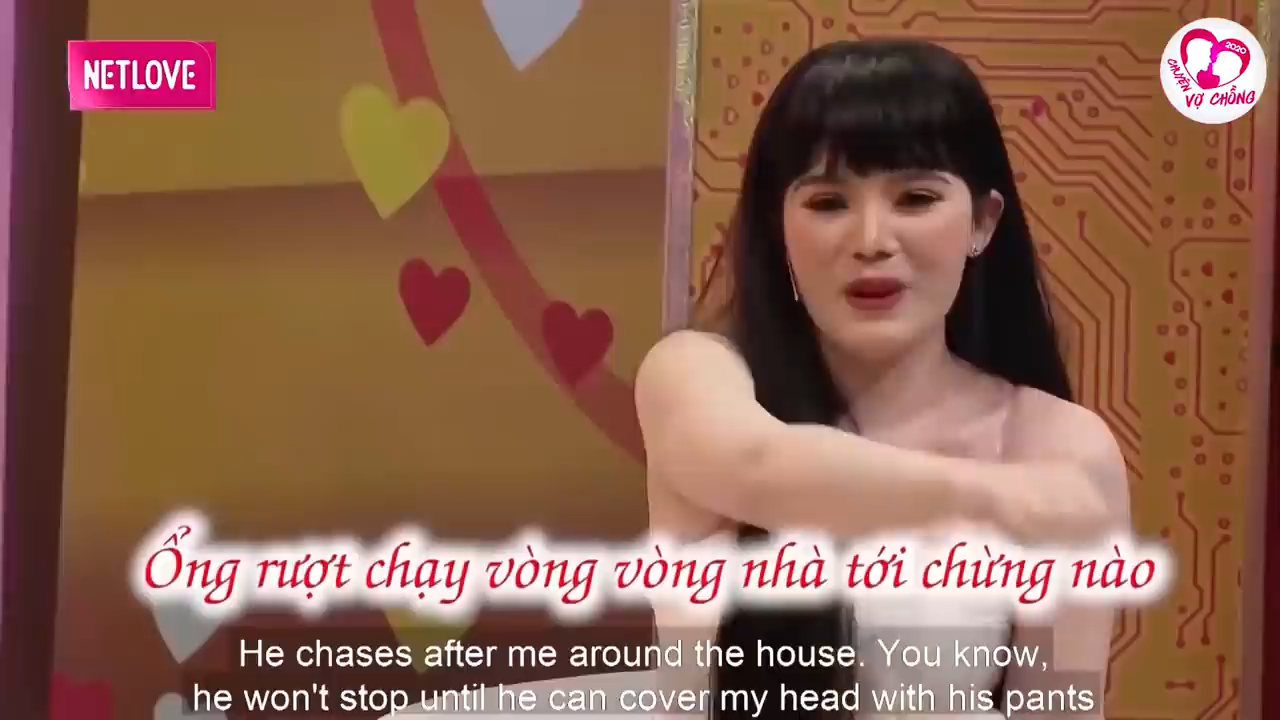 NETLOVE
2020
CHUYỆN
VỢ CHỒNG
Ổng rượt chạy vòng vòng nhà tới chừng nào
He chases after me around the house. You know,
he won't stop until he can cover my head with his pants